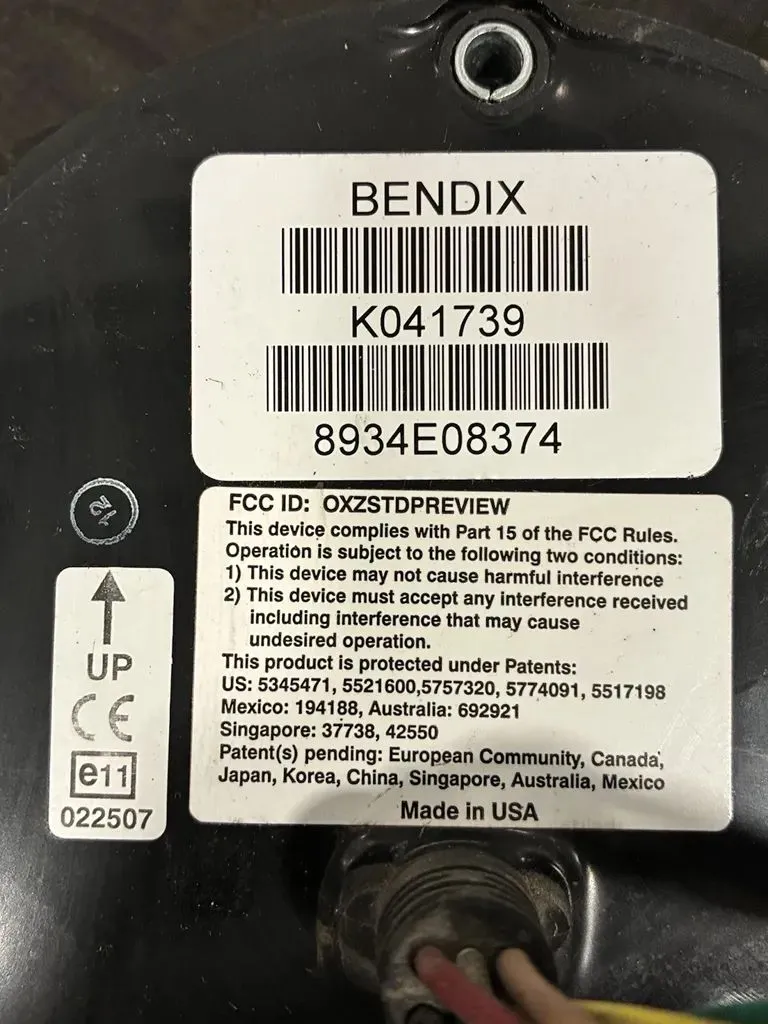 BENDIX
K041739
8934E08374
12
FCC ID: OXZSTDPREVIEW
This device complies with Part 15 of the FCC Rules.
Operation is subject to the following two conditions:
1) This device may not cause harmful interference
2) This device must accept any interference received
including interference that may cause
undesired operation.
This product is protected under Patents:
US: 5345471, 5521600,5757320, 5774091, 5517198
Mexico: 194188, Australia: 692921
Singapore: 37738, 42550
Patent(s) pending: European Community, Canada,
Japan, Korea, China, Singapore, Australia, Mexico
Made in USA
UP
CE
e11
022507